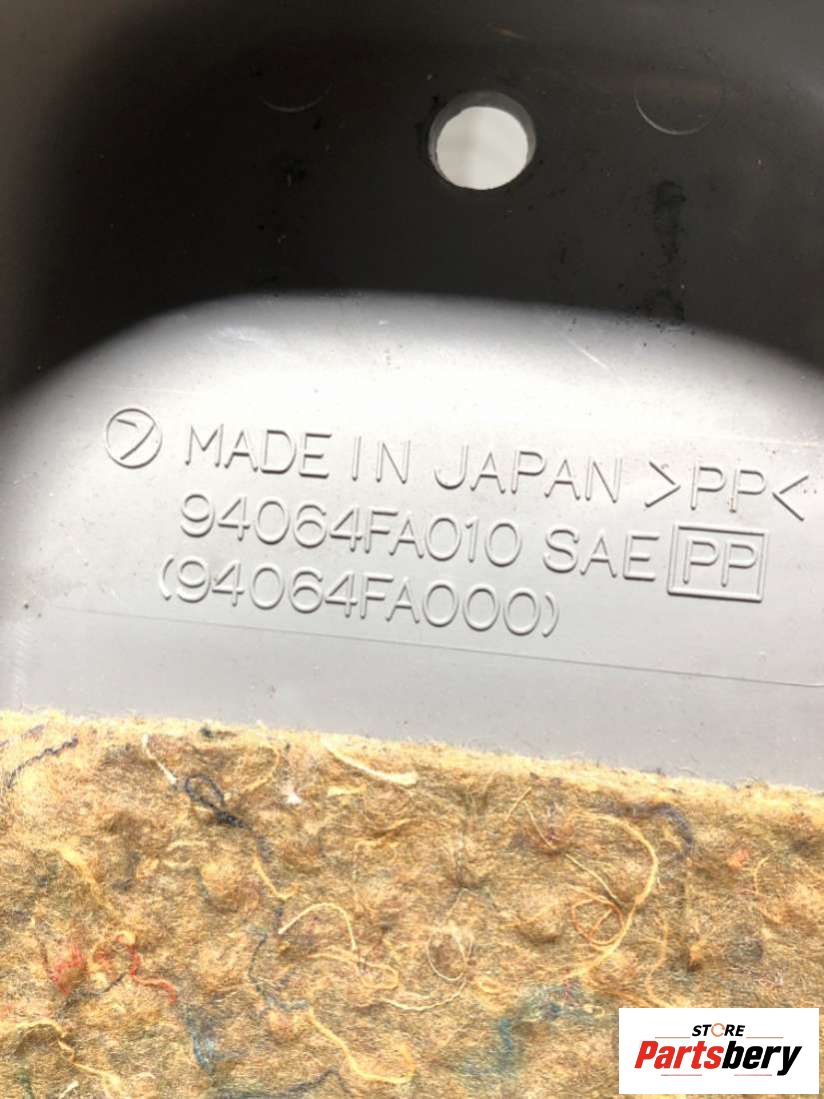 MADE IN JAPAN >PP<
94064FA010 SAE PP
(94064FA000)
STORE
Partsbery